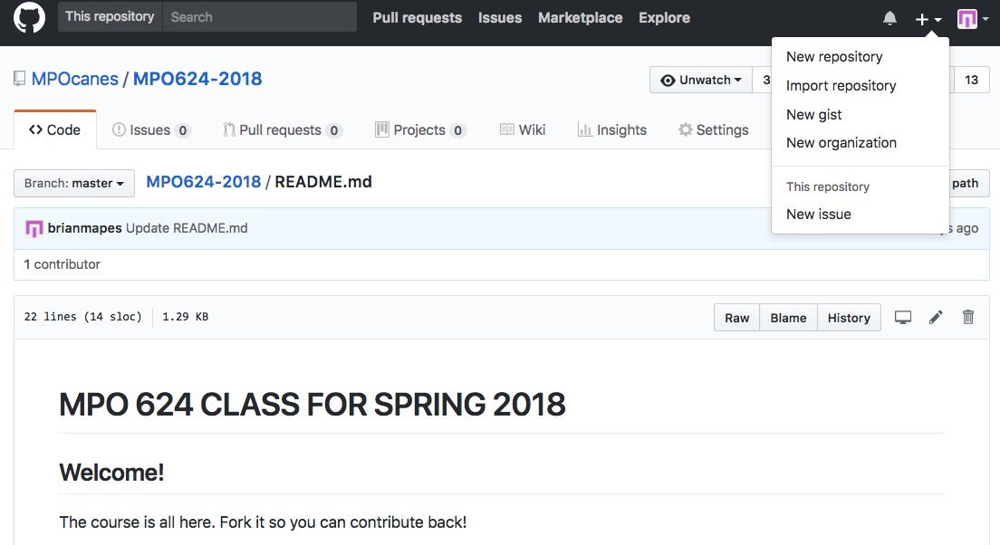 This repository Search Pull requests Issues Marketplace Explore
New repository
MPOcanes / MPO624-2018 Unwatch 3 13
Import repository
New gist
Code Issues 0 Pull requests 0 Projects 0 Wiki Insights Settings
New organization
Branch: master MPO624-2018 / README.md path
This repository
New issue
brianmapes Update README.md ago
1 contributor
22 lines (14 sloc) 1.29 KB Raw Blame History
MPO 624 CLASS FOR SPRING 2018
Welcome!
The course is all here. Fork it so you can contribute back!